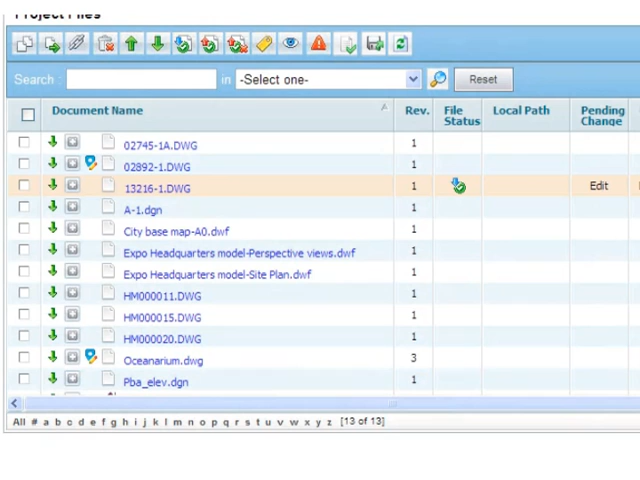 Project Files
Search : in -Select one- Reset
Document Name Rev. File Status Local Path Pending Change
02745-1A.DWG 1
02892-1.DWG 1
13216-1.DWG 1 Edit
A-1.dgn 1
City base map-A0.dwf 1
Expo Headquarters model-Perspective views.dwf 1
Expo Headquarters model-Site Plan.dwf 1
HM000011.DWG 1
HM000015.DWG 1
HM000020.DWG 1
Oceanarium.dwg 3
Pba_elev.dgn 1
All # a b c d e f g h i j k l m n o p q r s t u v w x y z [13 of 13]